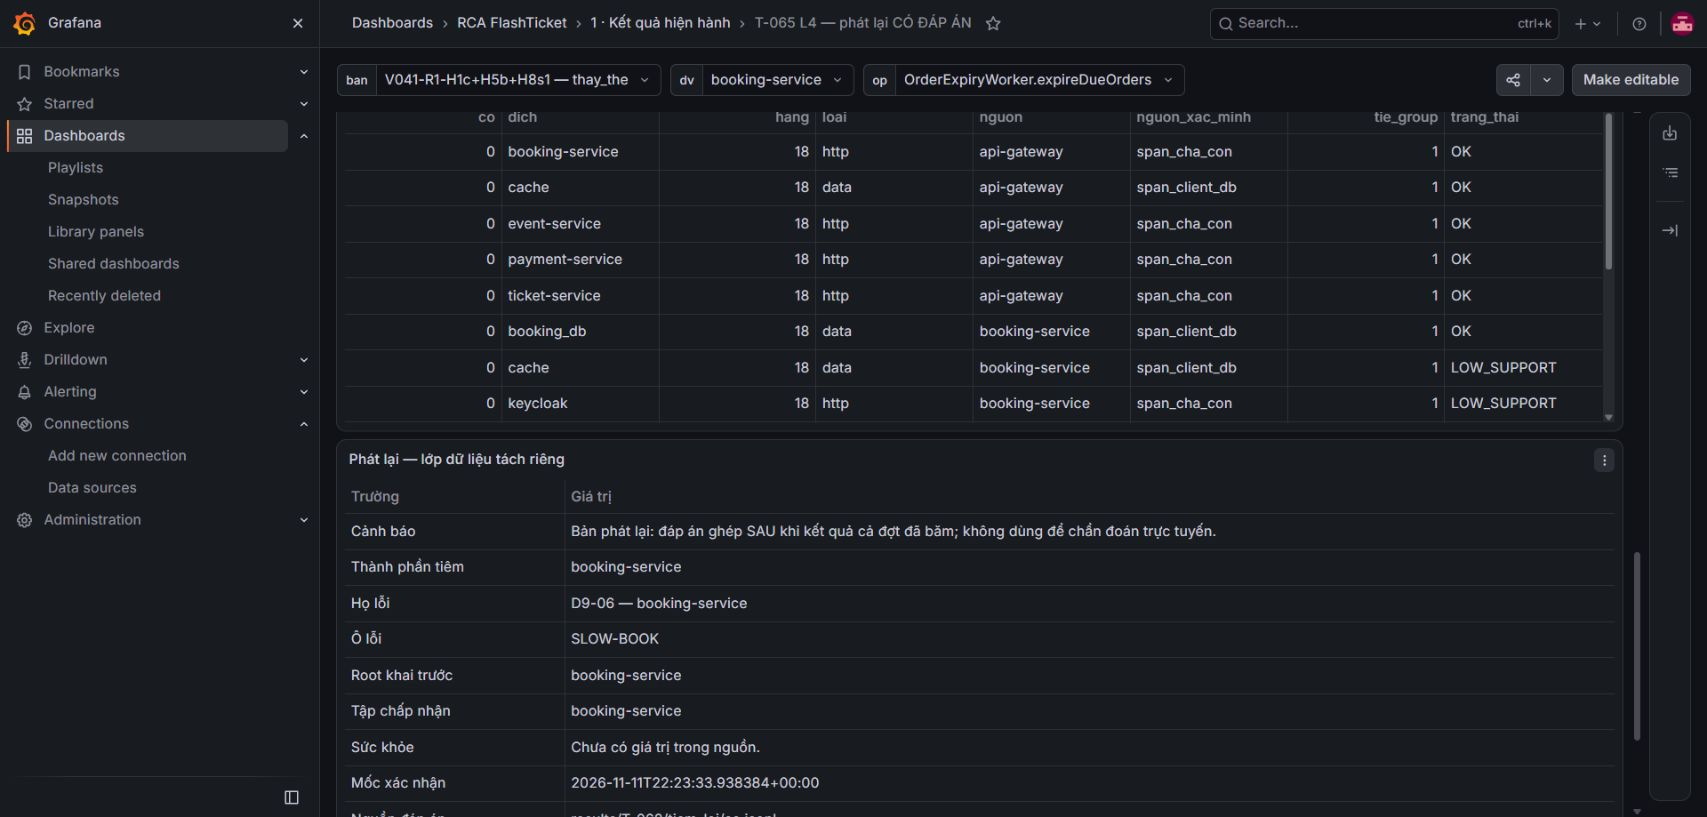 Grafana
Dashboards › RCA FlashTicket › 1 · Kết quả hiện hành › T-065 L4 — phát lại CÓ ĐÁP ÁN
Search... ctrl+k
Bookmarks
Starred
Dashboards
Playlists
Snapshots
Library panels
Shared dashboards
Recently deleted
Explore
Drilldown
Alerting
Connections
Add new connection
Data sources
Administration
ban V041-R1-H1c+H5b+H8s1 — thay_the dv booking-service op OrderExpiryWorker.expireDueOrders Make editable
co dich hang loai nguon nguon_xac_minh tie_group trang_thai
0 booking-service 18 http api-gateway span_cha_con 1 OK
0 cache 18 data api-gateway span_client_db 1 OK
0 event-service 18 http api-gateway span_cha_con 1 OK
0 payment-service 18 http api-gateway span_cha_con 1 OK
0 ticket-service 18 http api-gateway span_cha_con 1 OK
0 booking_db 18 data booking-service span_client_db 1 OK
0 cache 18 data booking-service span_client_db 1 LOW_SUPPORT
0 keycloak 18 http booking-service span_cha_con 1 LOW_SUPPORT
Phát lại — lớp dữ liệu tách riêng
Trường Giá trị
Cảnh báo Bản phát lại: đáp án ghép SAU khi kết quả cả đợt đã băm; không dùng để chẩn đoán trực tuyến.
Thành phần tiêm booking-service
Họ lỗi D9-06 — booking-service
Ô lỗi SLOW-BOOK
Root khai trước booking-service
Tập chấp nhận booking-service
Sức khỏe Chưa có giá trị trong nguồn.
Mốc xác nhận 2026-11-11T22:23:33.938384+00:00